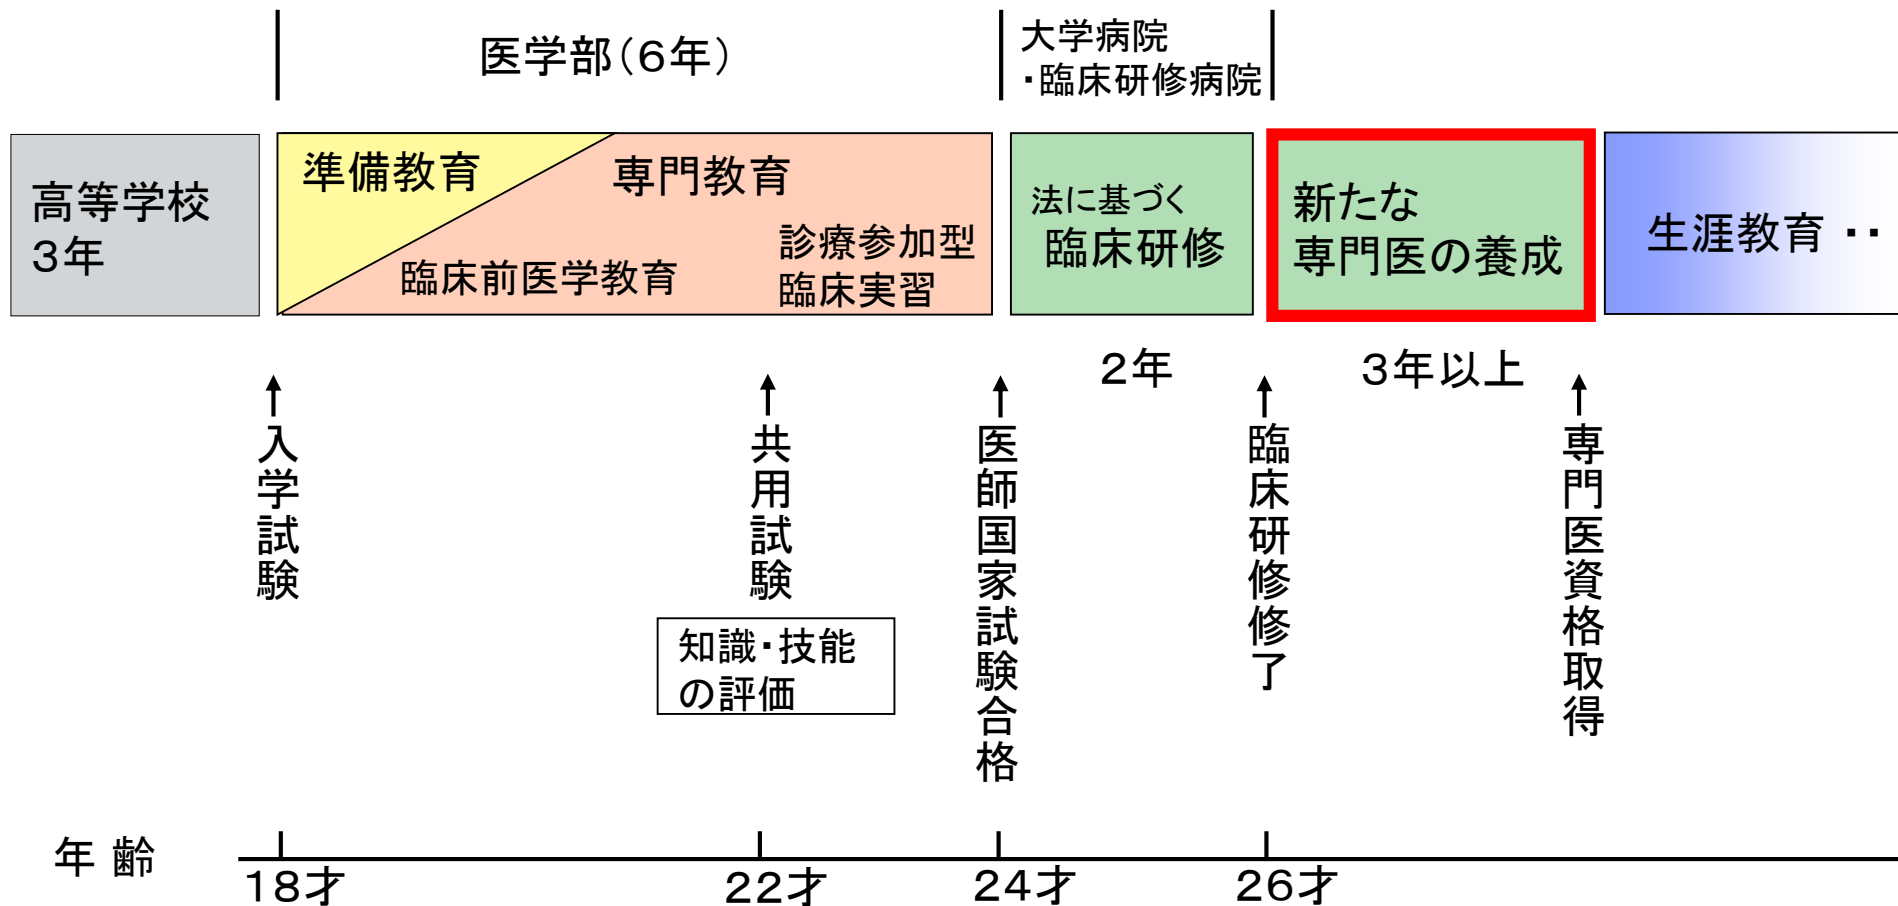 医学部(6年)
大学病院
・臨床研修病院
高等学校
3年
準備教育
専門教育
臨床前医学教育
診療参加型
臨床実習
法に基づく
臨床研修
新たな
専門医の養成
生涯教育 ・・
2年
3年以上
入学試験
共用試験
知識・技能
の評価
医師国家試験合格
臨床研修修了
専門医資格取得
年 齢
18才
22才
24才
26才